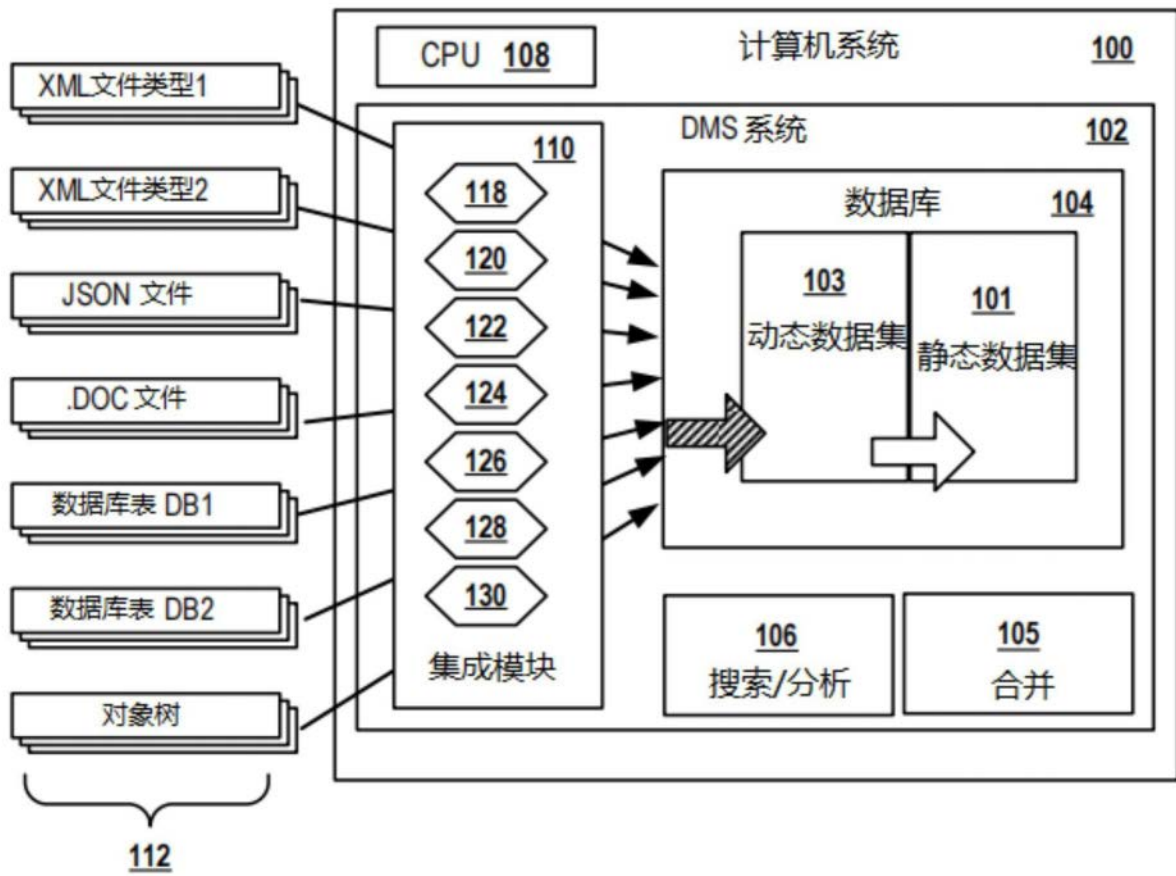 CPU 108
计算机系统 100
XML文件类型1
XML文件类型2
JSON 文件
.DOC 文件
数据库表 DB1
数据库表 DB2
对象树
112
DMS 系统 102
110
118
120
122
124
126
128
130
集成模块
数据库 104
103
动态数据集
101
静态数据集
106
搜索/分析
105
合并